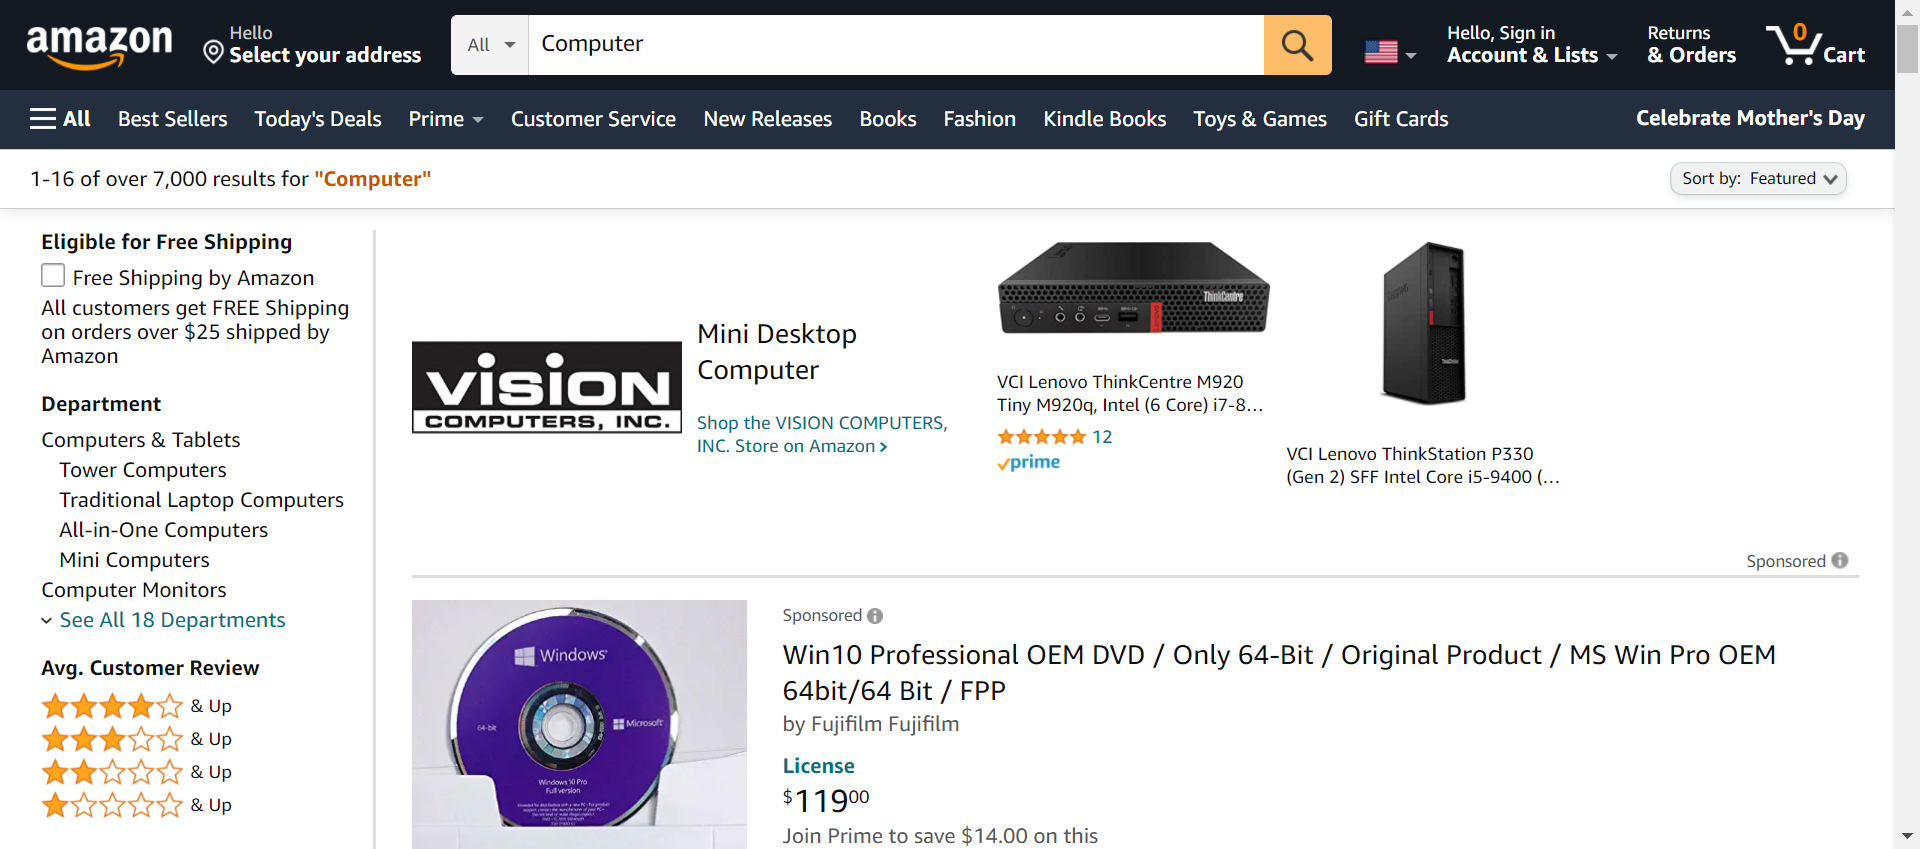 amazon
Hello
Select your address
All
Computer
Hello, Sign in
Account & Lists
Returns
& Orders
0
Cart
All
Best Sellers
Today's Deals
Prime
Customer Service
New Releases
Books
Fashion
Kindle Books
Toys & Games
Gift Cards
Celebrate Mother's Day
1-16 of over 7,000 results for "Computer"
Sort by: Featured
Eligible for Free Shipping
Free Shipping by Amazon
All customers get FREE Shipping
on orders over $25 shipped by
Amazon
Department
Computers & Tablets
Tower Computers
Traditional Laptop Computers
All-in-One Computers
Mini Computers
Computer Monitors
See All 18 Departments
Avg. Customer Review
& Up
& Up
& Up
& Up
VISION
COMPUTERS, INC.
Mini Desktop
Computer
Shop the VISION COMPUTERS,
INC. Store on Amazon ›
ThinkCentre
VCI Lenovo ThinkCentre M920
Tiny M920q, Intel (6 Core) i7-8...
12
prime
VCI Lenovo ThinkStation P330
(Gen 2) SFF Intel Core i5-9400 (...
Sponsored
Windows
64-bit
Microsoft
Windows 10 Pro
Full version
Sponsored
Win10 Professional OEM DVD / Only 64-Bit / Original Product / MS Win Pro OEM
64bit/64 Bit / FPP
by Fujifilm Fujifilm
License
$11900
Join Prime to save $14.00 on this